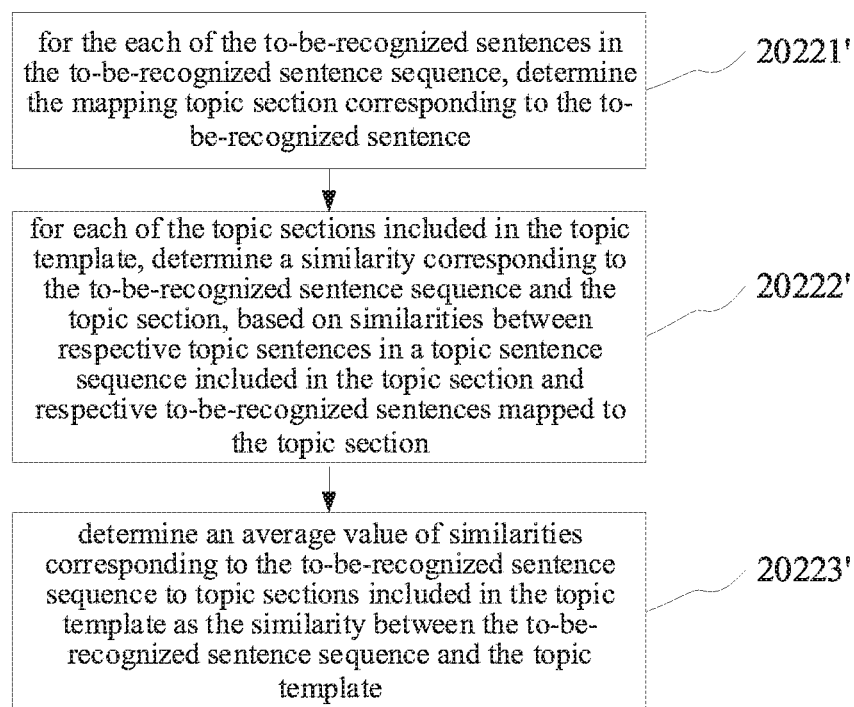 for the each of the to-be-recognized sentences in
the to-be-recognized sentence sequence, determine
the mapping topic section corresponding to the to-
be-recognized sentence
20221'
for each of the topic sections included in the topic
template, determine a similarity corresponding to
the to-be-recognized sentence sequence and the
topic section, based on similarities between
respective topic sentences in a topic sentence
sequence included in the topic section and
respective to-be-recognized sentences mapped to
the topic section
20222'
determine an average value of similarities
corresponding to the to-be-recognized sentence
sequence to topic sections included in the topic
template as the similarity between the to-be-
recognized sentence sequence and the topic
template
20223'